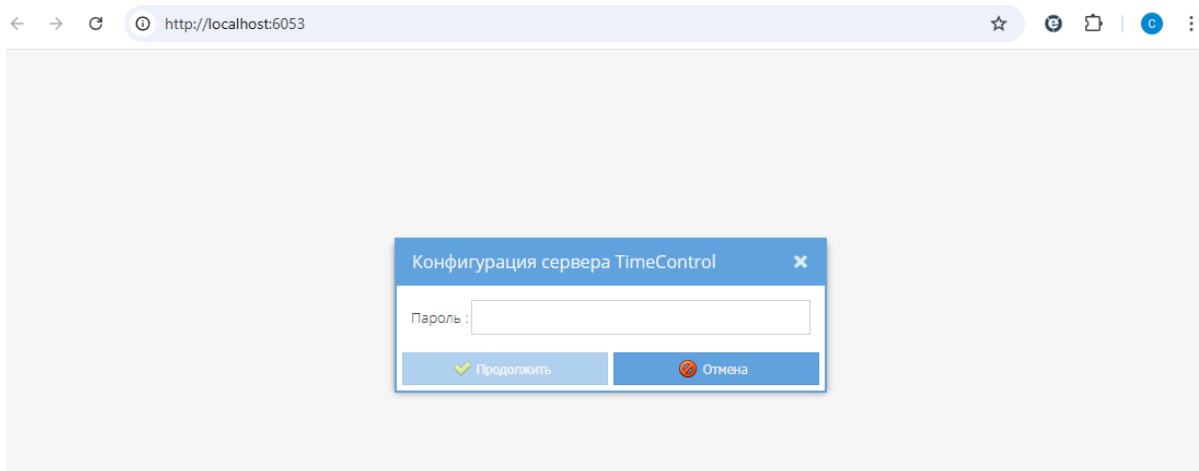 http://localhost:6053
C
Конфигурация сервера TimeControl
Пароль :
Продолжить
Отмена